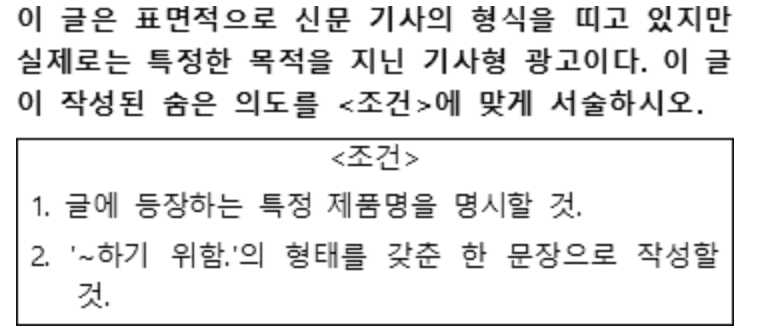 이 글은 표면적으로 신문 기사의 형식을 띠고 있지만
실제로는 특정한 목적을 지닌 기사형 광고이다. 이 글
이 작성된 숨은 의도를 <조건>에 맞게 서술하시오.
<조건>
1. 글에 등장하는 특정 제품명을 명시할 것.
2. '~하기 위함.'의 형태를 갖춘 한 문장으로 작성할
것.